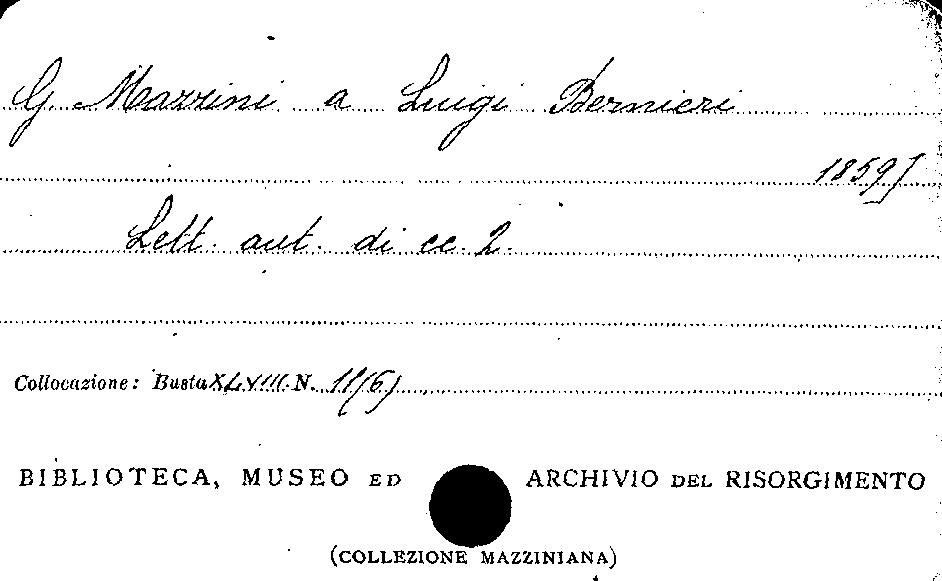 G. Mazzini a Luigi Bernieri
1859]
Lett. aut. di cc. 2.
Collocazione: Busta XLVIII N. 11(6)
BIBLIOTECA, MUSEO ED ARCHIVIO DEL RISORGIMENTO
(COLLEZIONE MAZZINIANA)